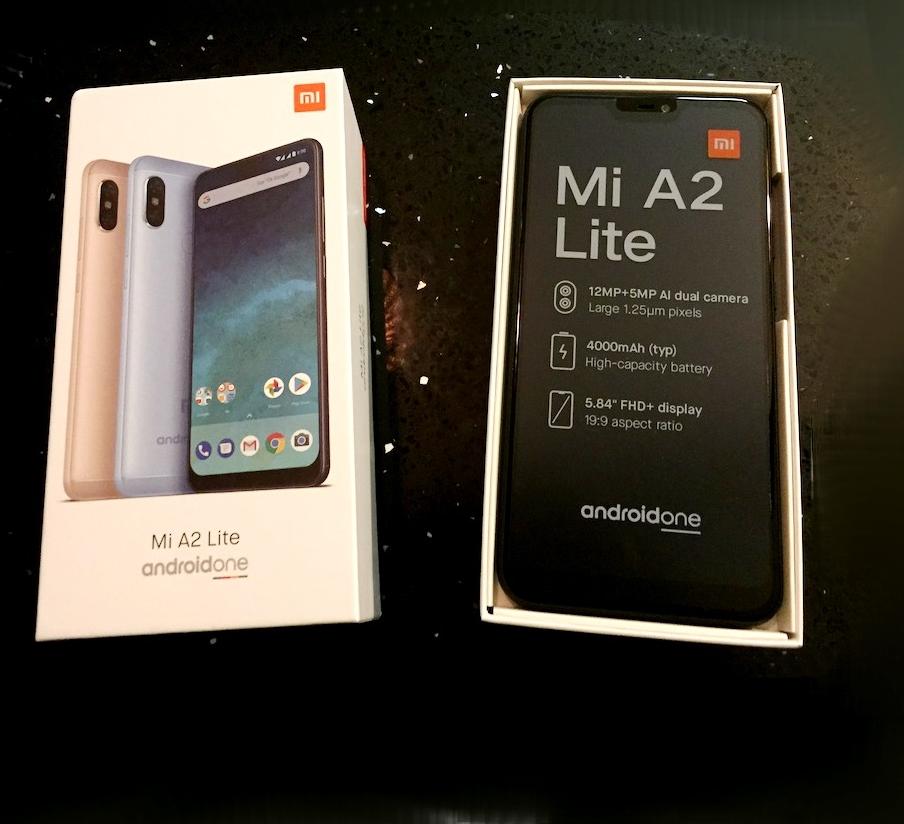 mi
Mi A2 Lite
androidone
mi
Mi A2
Lite
12MP+5MP AI dual camera
Large 1.25μm pixels
4000mAh (typ)
High-capacity battery
5.84" FHD+ display
19:9 aspect ratio
androidone